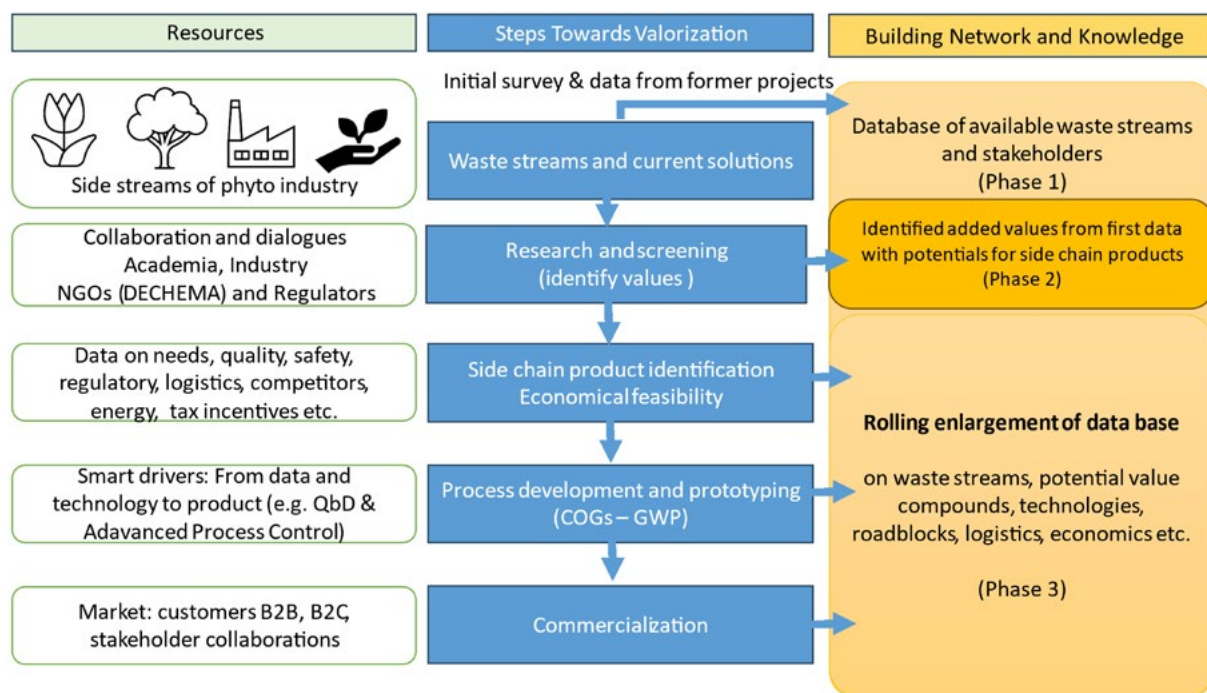 Resources
Steps Towards Valorization
Building Network and Knowledge
Initial survey & data from former projects
Side streams of phyto industry
Waste streams and current solutions
Database of available waste streams
and stakeholders
(Phase 1)
Collaboration and dialogues
Academia, Industry
NGOs (DECHEMA) and Regulators
Research and screening
(identify values )
Identified added values from first data
with potentials for side chain products
(Phase 2)
Data on needs, quality, safety,
regulatory, logistics, competitors,
energy, tax incentives etc.
Side chain product identification
Economical feasibility
Smart drivers: From data and
technology to product (e.g. QbD &
Adavanced Process Control)
Process development and prototyping
(COGs – GWP)
Rolling enlargement of data base
on waste streams, potential value
compounds, technologies,
roadblocks, logistics, economics etc.
(Phase 3)
Market: customers B2B, B2C,
stakeholder collaborations
Commercialization